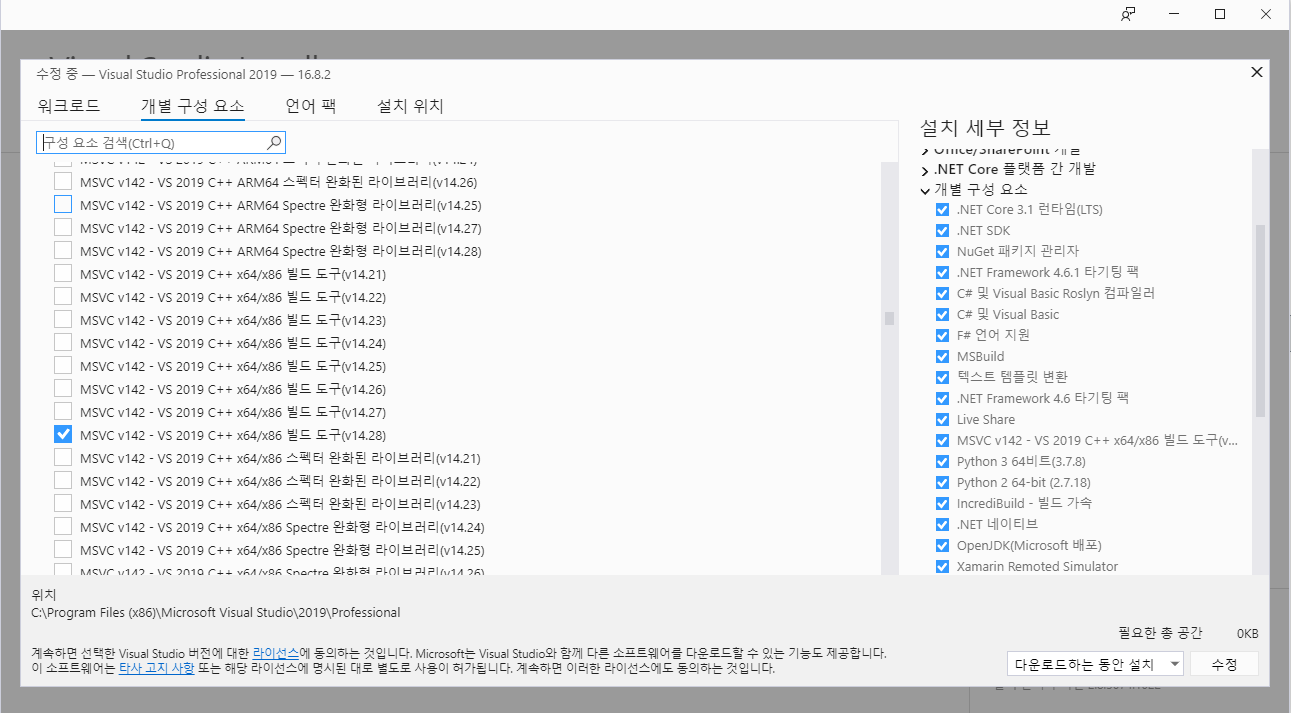 수정 중 — Visual Studio Professional 2019 — 16.8.2
워크로드
개별 구성 요소
언어 팩
설치 위치
구성 요소 검색(Ctrl+Q)
MSVC v142 - VS 2019 C++ ARM64 스펙터 완화된 라이브러리(v14.26)
MSVC v142 - VS 2019 C++ ARM64 Spectre 완화형 라이브러리(v14.25)
MSVC v142 - VS 2019 C++ ARM64 Spectre 완화형 라이브러리(v14.27)
MSVC v142 - VS 2019 C++ ARM64 Spectre 완화형 라이브러리(v14.28)
MSVC v142 - VS 2019 C++ x64/x86 빌드 도구(v14.21)
MSVC v142 - VS 2019 C++ x64/x86 빌드 도구(v14.22)
MSVC v142 - VS 2019 C++ x64/x86 빌드 도구(v14.23)
MSVC v142 - VS 2019 C++ x64/x86 빌드 도구(v14.24)
MSVC v142 - VS 2019 C++ x64/x86 빌드 도구(v14.25)
MSVC v142 - VS 2019 C++ x64/x86 빌드 도구(v14.26)
MSVC v142 - VS 2019 C++ x64/x86 빌드 도구(v14.27)
MSVC v142 - VS 2019 C++ x64/x86 빌드 도구(v14.28)
MSVC v142 - VS 2019 C++ x64/x86 스펙터 완화된 라이브러리(v14.21)
MSVC v142 - VS 2019 C++ x64/x86 스펙터 완화된 라이브러리(v14.22)
MSVC v142 - VS 2019 C++ x64/x86 스펙터 완화된 라이브러리(v14.23)
MSVC v142 - VS 2019 C++ x64/x86 Spectre 완화형 라이브러리(v14.24)
MSVC v142 - VS 2019 C++ x64/x86 Spectre 완화형 라이브러리(v14.25)
MSVC v142 - VS 2019 C++ x64/x86 Spectre 완화형 라이브러리(v14.26)
설치 세부 정보
Office/SharePoint 개발
.NET Core 플랫폼 간 개발
개별 구성 요소
.NET Core 3.1 런타임(LTS)
.NET SDK
NuGet 패키지 관리자
.NET Framework 4.6.1 타기팅 팩
C# 및 Visual Basic Roslyn 컴파일러
C# 및 Visual Basic
F# 언어 지원
MSBuild
텍스트 템플릿 변환
.NET Framework 4.6 타기팅 팩
Live Share
MSVC v142 - VS 2019 C++ x64/x86 빌드 도구(v...
Python 3 64비트(3.7.8)
Python 2 64-bit (2.7.18)
IncrediBuild - 빌드 가속
.NET 네이티브
OpenJDK(Microsoft 배포)
Xamarin Remoted Simulator
위치
C:\Program Files (x86)\Microsoft Visual Studio\2019\Professional
필요한 총 공간 0KB
계속하면 선택한 Visual Studio 버전에 대한 라이선스에 동의하는 것입니다. Microsoft는 Visual Studio와 함께 다른 소프트웨어를 다운로드할 수 있는 기능도 제공합니다.
이 소프트웨어는 타사 고지 사항 또는 해당 라이선스에 명시된 대로 별도로 사용이 허가됩니다. 계속하면 이러한 라이선스에도 동의하는 것입니다.
다운로드하는 동안 설치
수정